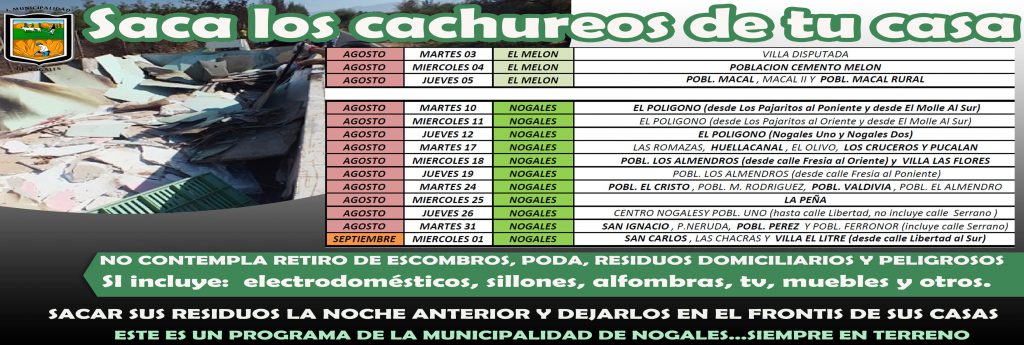 I. MUNICIPALIDAD
NOGALES
Saca los cachureos de tu casa
AGOSTO MARTES 03 EL MELON VILLA DISPUTADA
AGOSTO MIERCOLES 04 EL MELON POBLACION CEMENTO MELON
AGOSTO JUEVES 05 EL MELON POBL. MACAL , MACAL II Y POBL. MACAL RURAL
AGOSTO MARTES 10 NOGALES EL POLIGONO (desde Los Pajaritos al Poniente y desde El Molle Al Sur)
AGOSTO MIERCOLES 11 NOGALES EL POLIGONO (desde Los Pajaritos al Oriente y desde El Molle Al Sur)
AGOSTO JUEVES 12 NOGALES EL POLIGONO (Nogales Uno y Nogales Dos)
AGOSTO MARTES 17 NOGALES LAS ROMAZAS, HUELLACANAL , EL OLIVO, LOS CRUCEROS Y PUCALAN
AGOSTO MIERCOLES 18 NOGALES POBL. LOS ALMENDROS (desde calle Fresia al Oriente) y VILLA LAS FLORES
AGOSTO JUEVES 19 NOGALES POBL. LOS ALMENDROS (desde calle Fresia al Poniente)
AGOSTO MARTES 24 NOGALES POBL. EL CRISTO , POBL. M. RODRIGUEZ, POBL. VALDIVIA , POBL. EL ALMENDRO
AGOSTO MIERCOLES 25 NOGALES LA PEÑA
AGOSTO JUEVES 26 NOGALES CENTRO NOGALESY POBL. UNO (hasta calle Libertad, no incluye calle Serrano )
AGOSTO MARTES 31 NOGALES SAN IGNACIO , P.NERUDA, POBL. PEREZ Y POBL. FERRONOR (incluye calle Serrano)
SEPTIEMBRE MIERCOLES 01 NOGALES SAN CARLOS , LAS CHACRAS Y VILLA EL LITRE (desde calle Libertad al Sur)
NO CONTEMPLA RETIRO DE ESCOMBROS, PODA, RESIDUOS DOMICILIARIOS Y PELIGROSOS
SI incluye: electrodomésticos, sillones, alfombras, tv, muebles y otros.
SACAR SUS RESIDUOS LA NOCHE ANTERIOR Y DEJARLOS EN EL FRONTIS DE SUS CASAS
ESTE ES UN PROGRAMA DE LA MUNICIPALIDAD DE NOGALES...SIEMPRE EN TERRENO